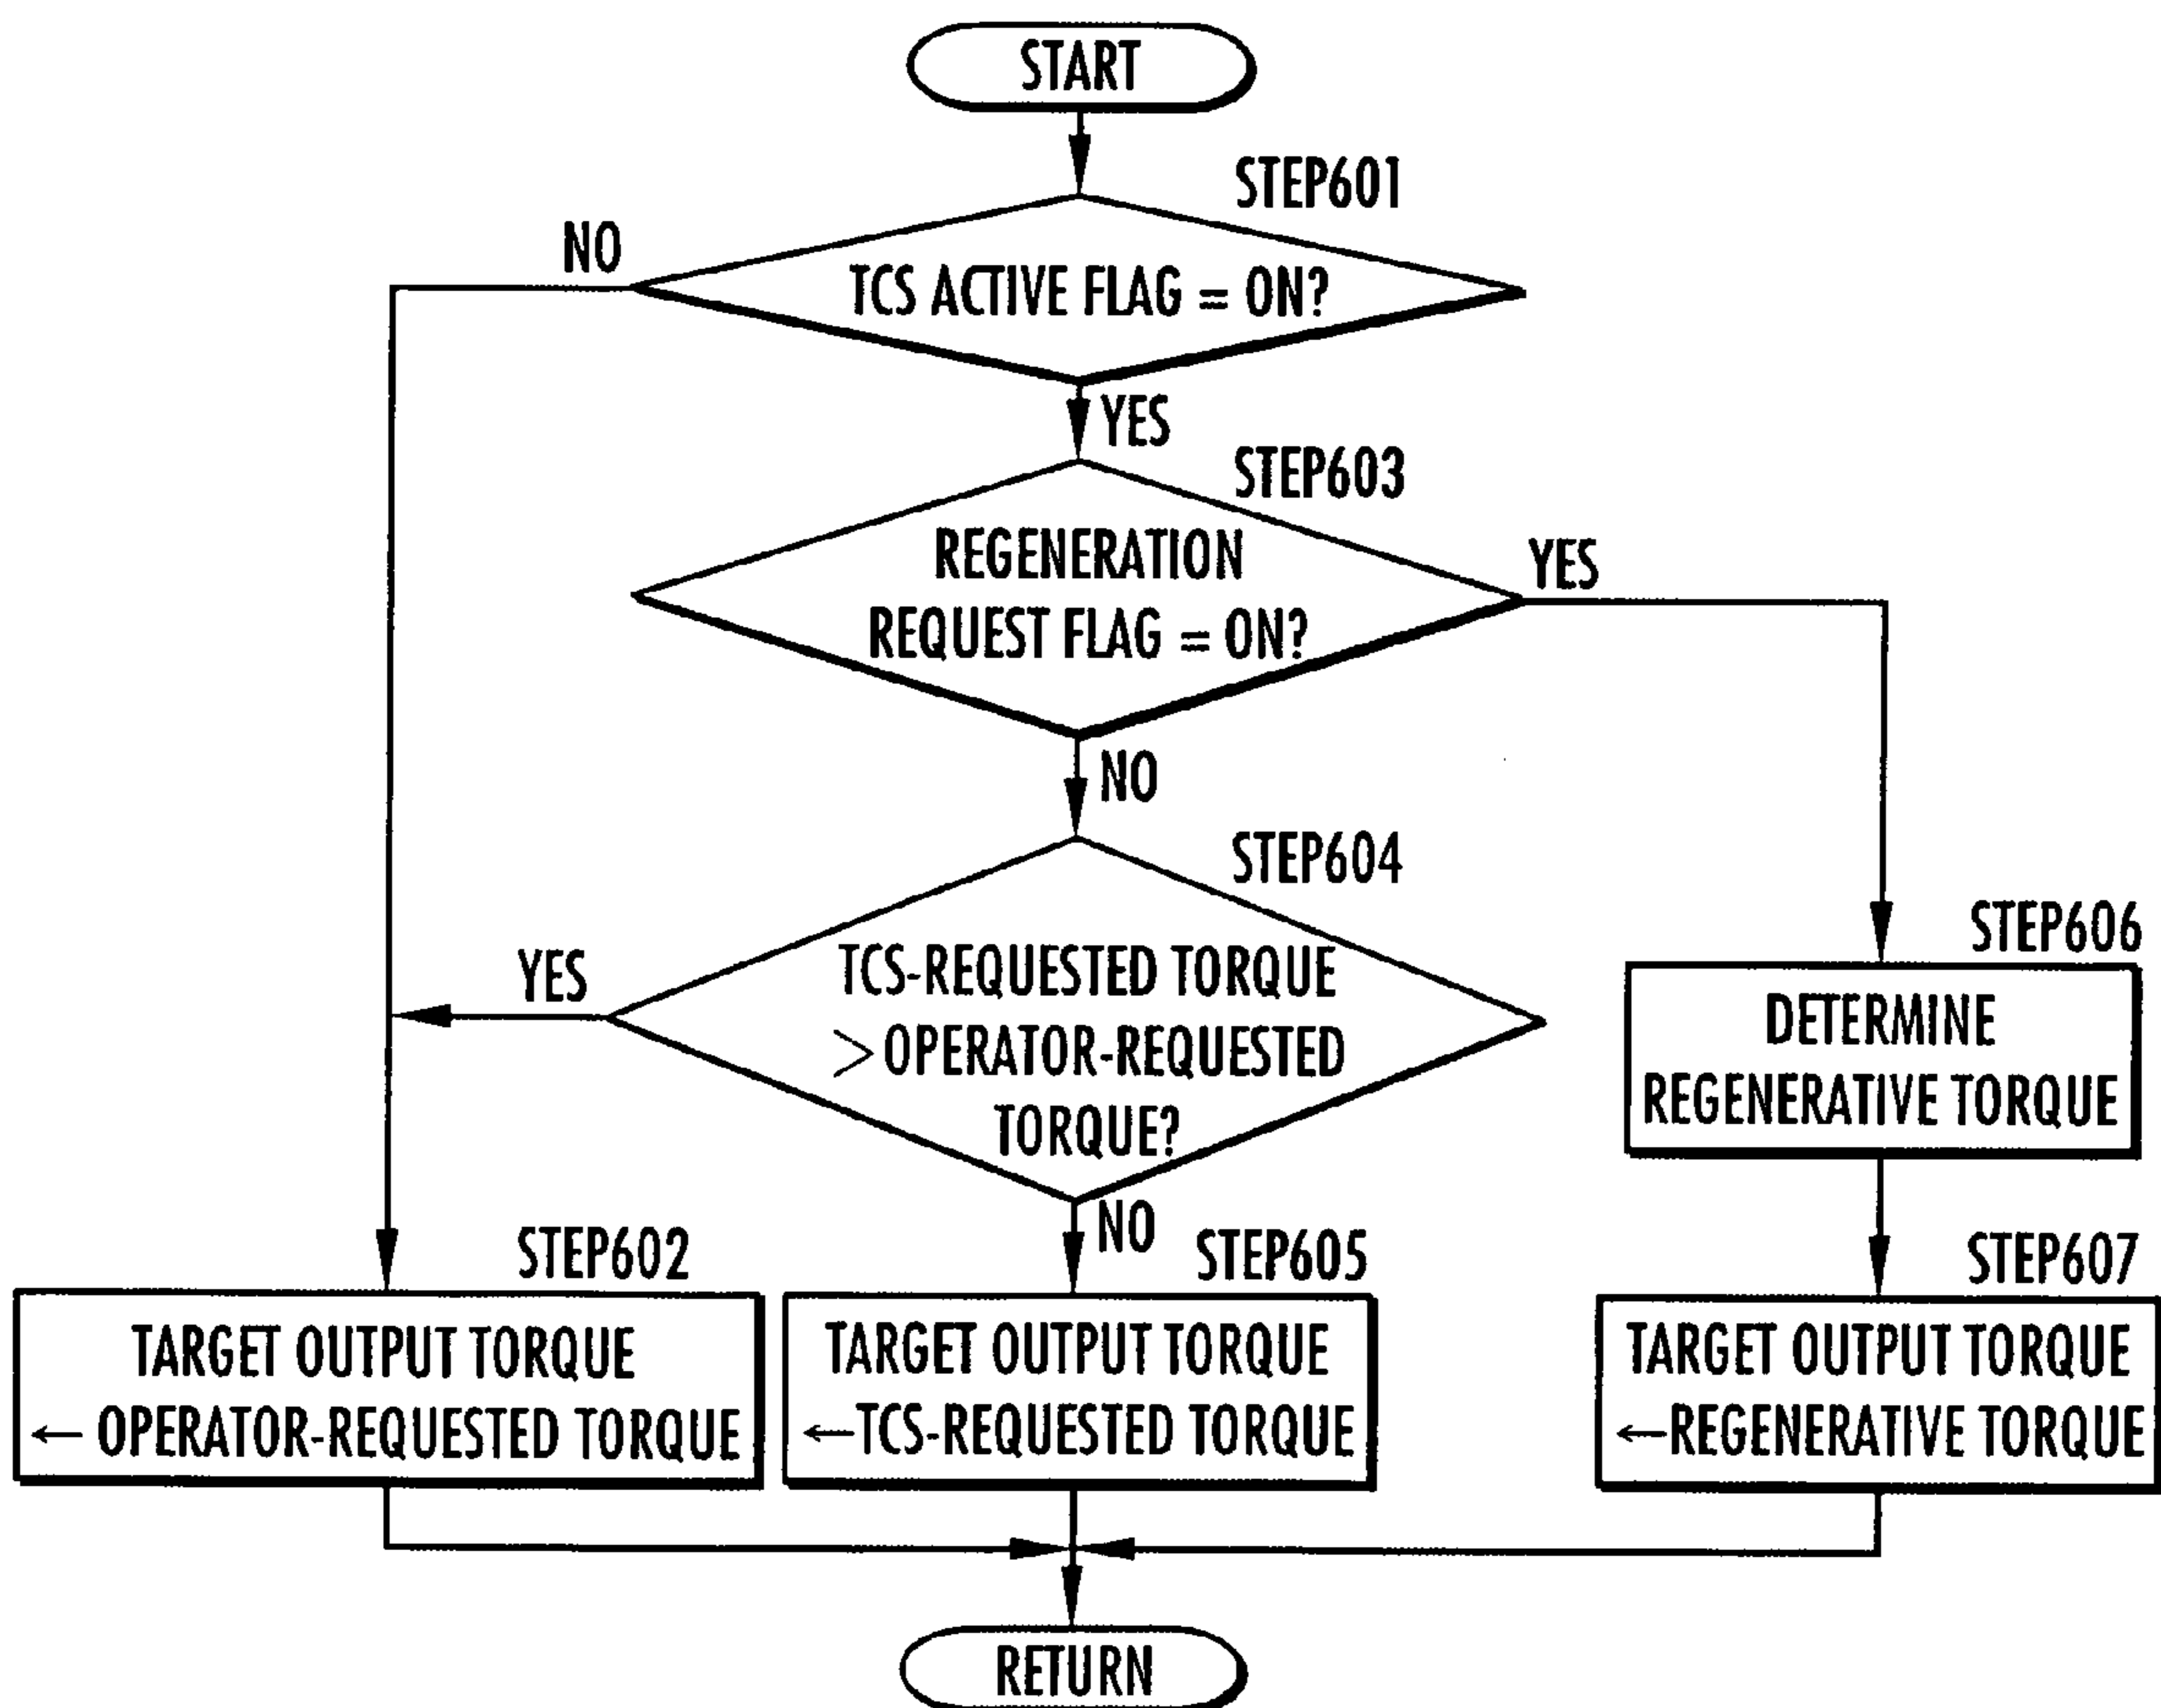 START
STEP601
NO
TCS ACTIVE FLAG = ON?
YES
STEP603
REGENERATION
REQUEST FLAG = ON?
YES
NO
STEP604
YES
TCS-REQUESTED TORQUE
> OPERATOR-REQUESTED
TORQUE?
STEP606
DETERMINE
REGENERATIVE TORQUE
NO
STEP602
TARGET OUTPUT TORQUE
← OPERATOR-REQUESTED TORQUE
STEP605
TARGET OUTPUT TORQUE
←TCS-REQUESTED TORQUE
STEP607
TARGET OUTPUT TORQUE
←REGENERATIVE TORQUE
RETURN